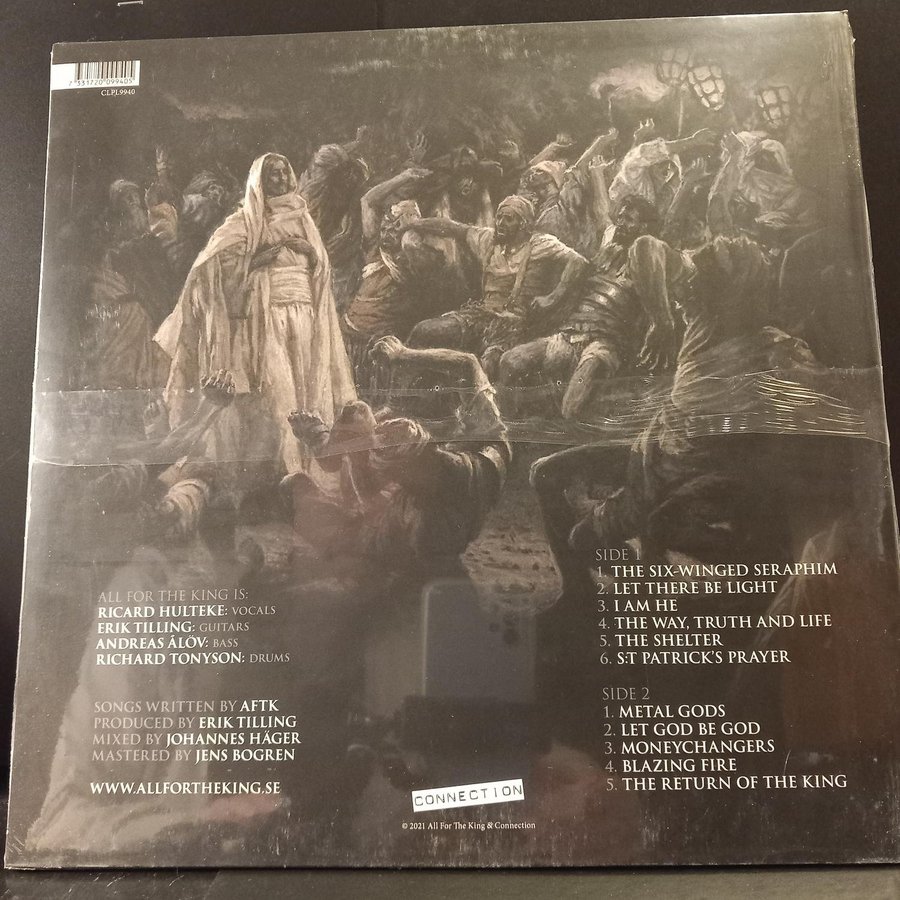 7 331720 099405
CLPL9940
ALL FOR THE KING IS:
RICARD HULTEKE: VOCALS
ERIK TILLING: GUITARS
ANDREAS ÅLÖV: BASS
RICHARD TONYSON: DRUMS
SONGS WRITTEN BY AFTK
PRODUCED BY ERIK TILLING
MIXED BY JOHANNES HÄGER
MASTERED BY JENS BOGREN
WWW.ALLFORTHEKING.SE
SIDE 1
1. THE SIX-WINGED SERAPHIM
2. LET THERE BE LIGHT
3. I AM HE
4. THE WAY, TRUTH AND LIFE
5. THE SHELTER
6. S:T PATRICK'S PRAYER
SIDE 2
1. METAL GODS
2. LET GOD BE GOD
3. MONEYCHANGERS
4. BLAZING FIRE
5. THE RETURN OF THE KING
CONNECTION
© 2021 All For The King & Connection